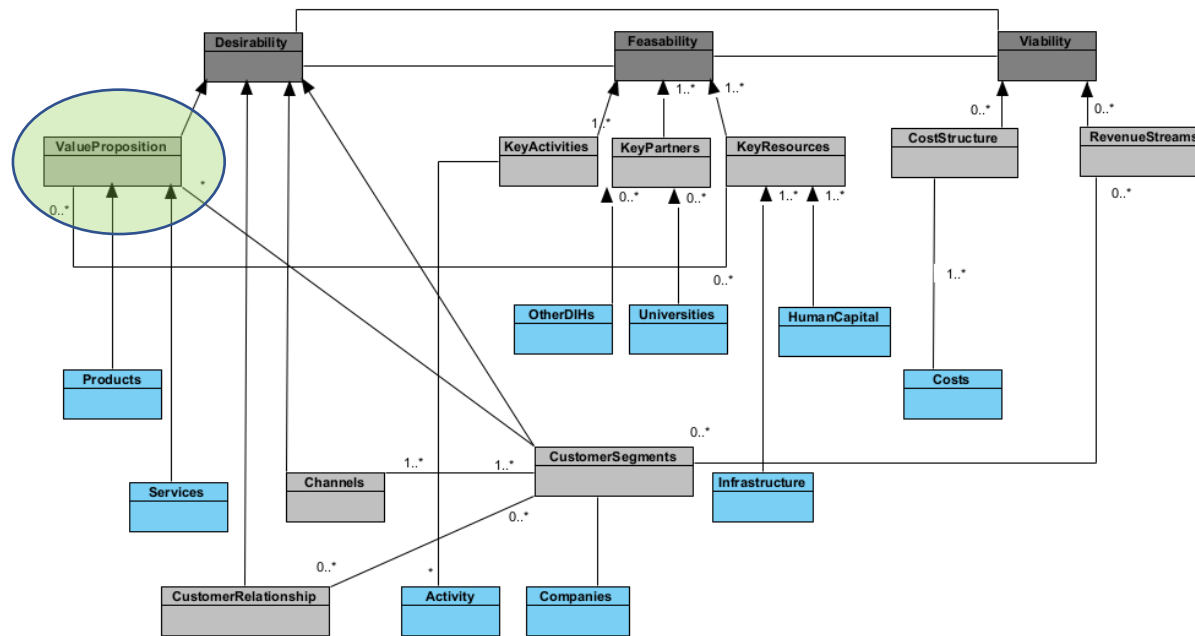 Desirability
Feasability
Viability
1..*
1..*
0..*
0..*
1..*
ValueProposition
KeyActivities
KeyPartners
KeyResources
CostStructure
RevenueStreams
*
0..*
0..*
0..*
1..*
1..*
0..*
0..*
1..*
OtherDIHs
Universities
HumanCapital
Products
Costs
0..*
CustomerSegments
1..*
1..*
Channels
Infrastructure
Services
0..*
0..*
*
CustomerRelationship
Activity
Companies